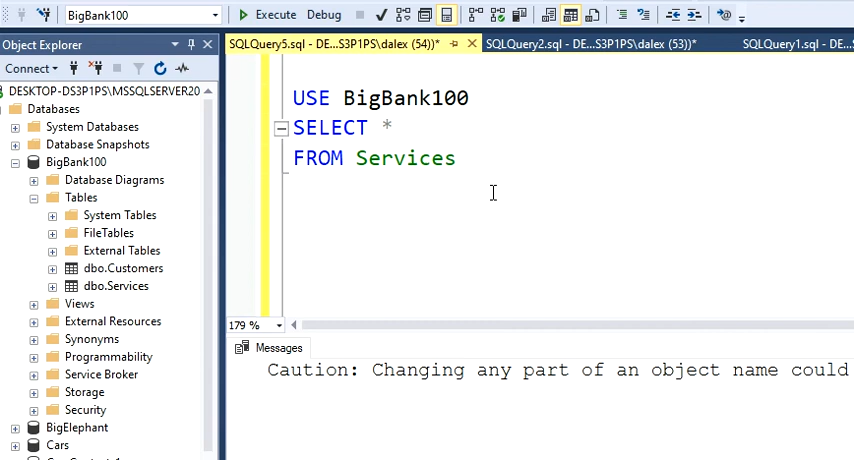 BigBank100
Execute
Debug
Object Explorer
Connect
DESKTOP-DS3P1PS\MSSQLSERVER20
Databases
System Databases
Database Snapshots
BigBank100
Database Diagrams
Tables
System Tables
FileTables
External Tables
dbo.Customers
dbo.Services
Views
External Resources
Synonyms
Programmability
Service Broker
Storage
Security
BigElephant
Cars
SQLQuery5.sql - DE...S3P1PS\dalex (54))*
SQLQuery2.sql - DE...S3P1PS\dalex (53))*
SQLQuery1.sql - DE...S
USE BigBank100
SELECT *
FROM Services
179 %
Messages
Caution: Changing any part of an object name could